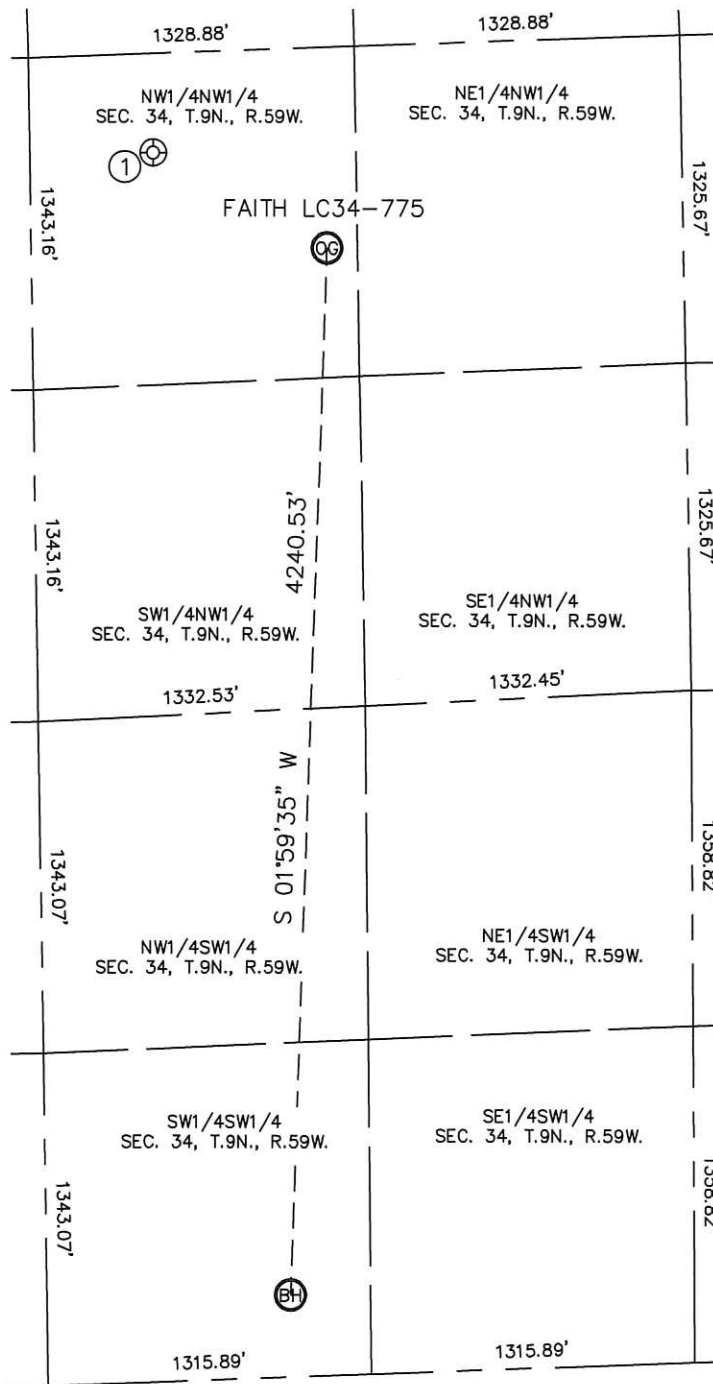 1328.88'
1328.88'
NW1/4NW1/4
SEC. 34, T.9N., R.59W.
NE1/4NW1/4
SEC. 34, T.9N., R.59W.
1
1343.16'
FAITH LC34-775
1325.67'
OG
4240.53'
1343.16'
1325.67'
SW1/4NW1/4
SEC. 34, T.9N., R.59W.
SE1/4NW1/4
SEC. 34, T.9N., R.59W.
1332.53'
1332.45'
S 01°59'35" W
1343.07'
1358.82
NW1/4SW1/4
SEC. 34, T.9N., R.59W.
NE1/4SW1/4
SEC. 34, T.9N., R.59W.
SW1/4SW1/4
SEC. 34, T.9N., R.59W.
SE1/4SW1/4
SEC. 34, T.9N., R.59W.
1343.07'
1358.82
BH
1315.89'
1315.89'